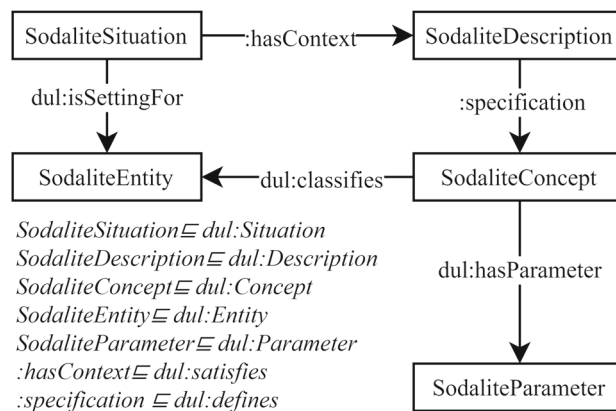 SodaliteSituation
:hasContext
SodaliteDescription
dul:isSettingFor
:specification
SodaliteEntity
dul:classifies
SodaliteConcept
SodaliteSituation ⊑ dul:Situation
SodaliteDescription ⊑ dul:Description
SodaliteConcept ⊑ dul:Concept
SodaliteEntity ⊑ dul:Entity
SodaliteParameter ⊑ dul:Parameter
:hasContext ⊑ dul:satisfies
:specification ⊑ dul:defines
dul:hasParameter
SodaliteParameter